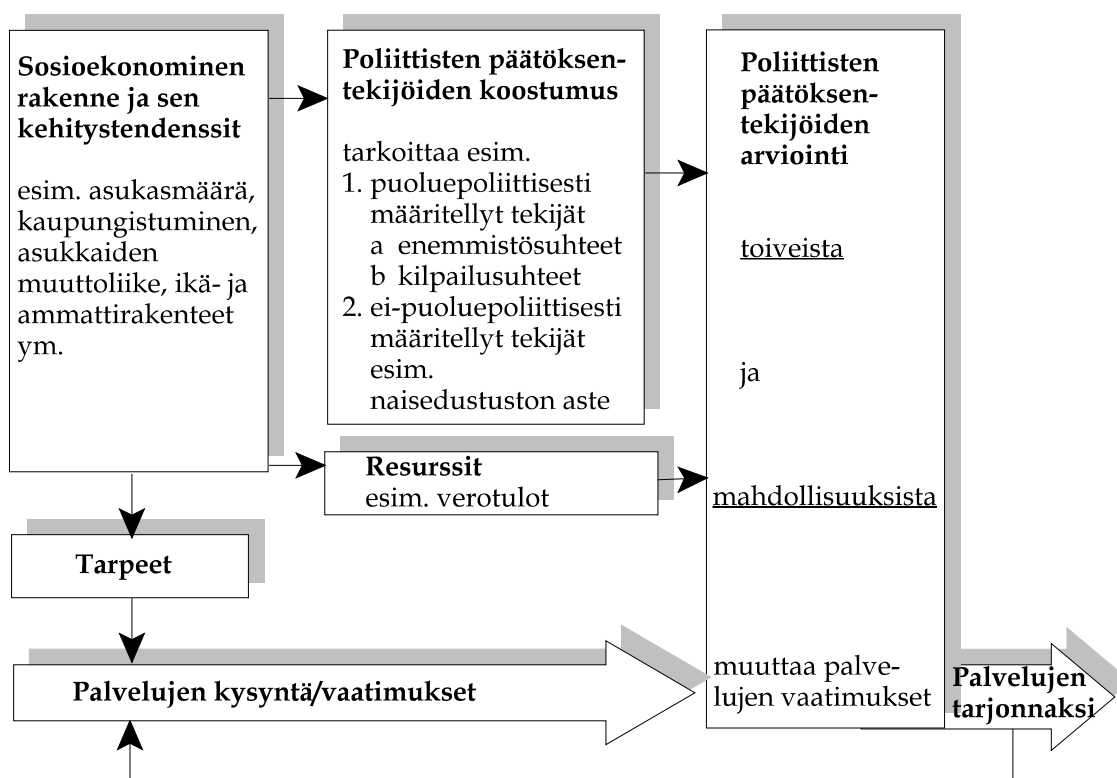 Sosioekonominen
rakenne ja sen
kehitystendenssit
esim. asukasmäärä,
kaupungistuminen,
asukkaiden
muuttoliike, ikä- ja
ammattirakenteet
ym.
Poliittisten päätöksen-
tekijöiden koostumus
tarkoittaa esim.
1. puoluepoliittisesti
määritellyt tekijät
a enemmistösuhteet
b kilpailusuhteet
2. ei-puoluepoliittisesti
määritellyt tekijät
esim.
naisedustuston aste
Resurssit
esim. verotulot
Poliittisten
päätöksen-
tekijöiden
arviointi
toiveista
ja
mahdollisuuksista
muuttaa palve-
lujen vaatimukset
Tarpeet
Palvelujen kysyntä/vaatimukset
Palvelujen
tarjonnaksi